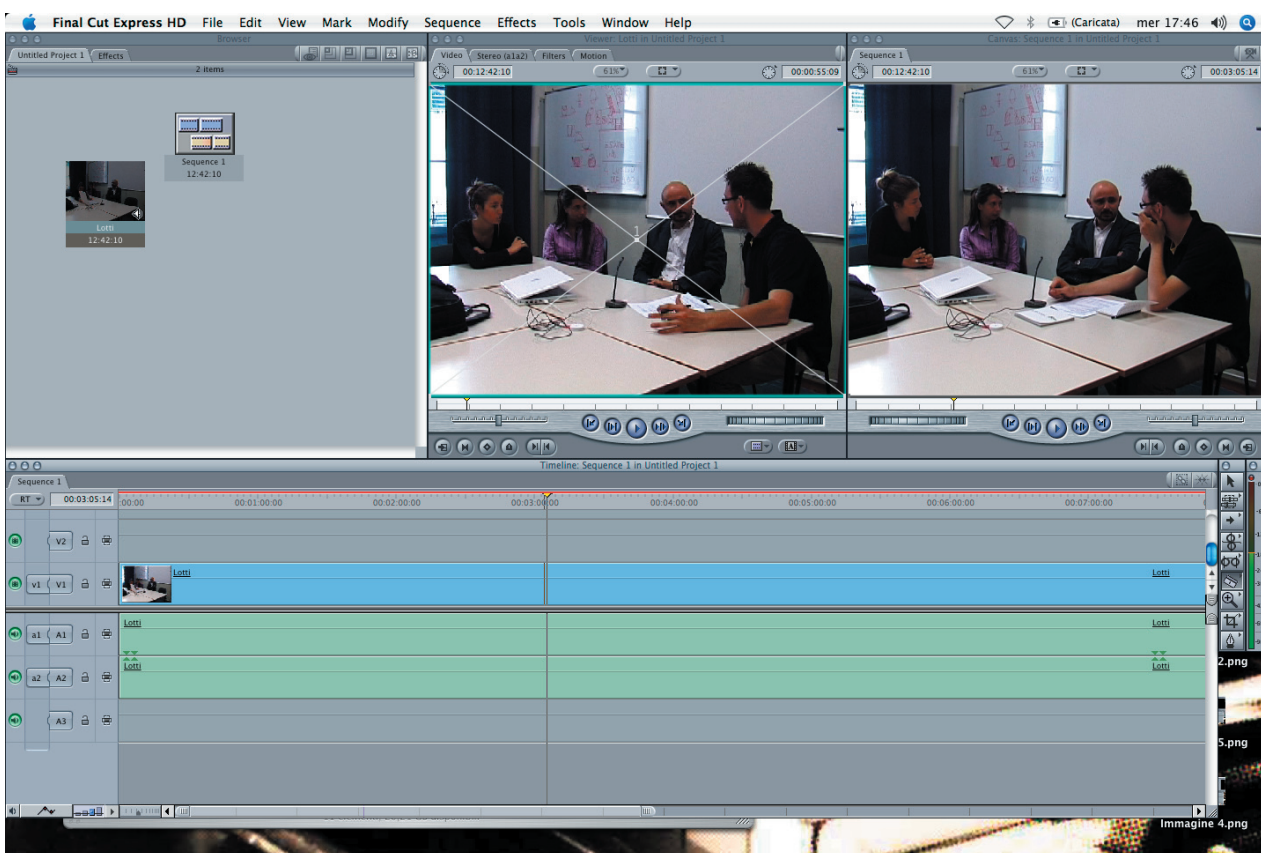 Final Cut Express HD File Edit View Mark Modify Sequence Effects Tools Window Help (Caricata) mer 17:46
Browser
Untitled Project 1 Effects
2 items
Sequence 1
12:42:10
Lotti
12:42:10
Viewer: Lotti in Untitled Project 1
Video Stereo (a1a2) Filters Motion
00:12:42:10 61% 00:00:55:09
1
Canvas: Sequence 1 in Untitled Project 1
Sequence 1
00:12:42:10 61% 00:03:05:14
Timeline: Sequence 1 in Untitled Project 1
Sequence 1
RT 00:03:05:14 :00:00 00:01:00:00 00:02:00:00 00:03:00:00 00:04:00:00 00:05:00:00 00:06:00:00 00:07:00:00
V2
v1 V1 Lotti Lotti
a1 A1 Lotti Lotti
a2 A2 Lotti Lotti
A3
2.png
5.png
Immagine 4.png